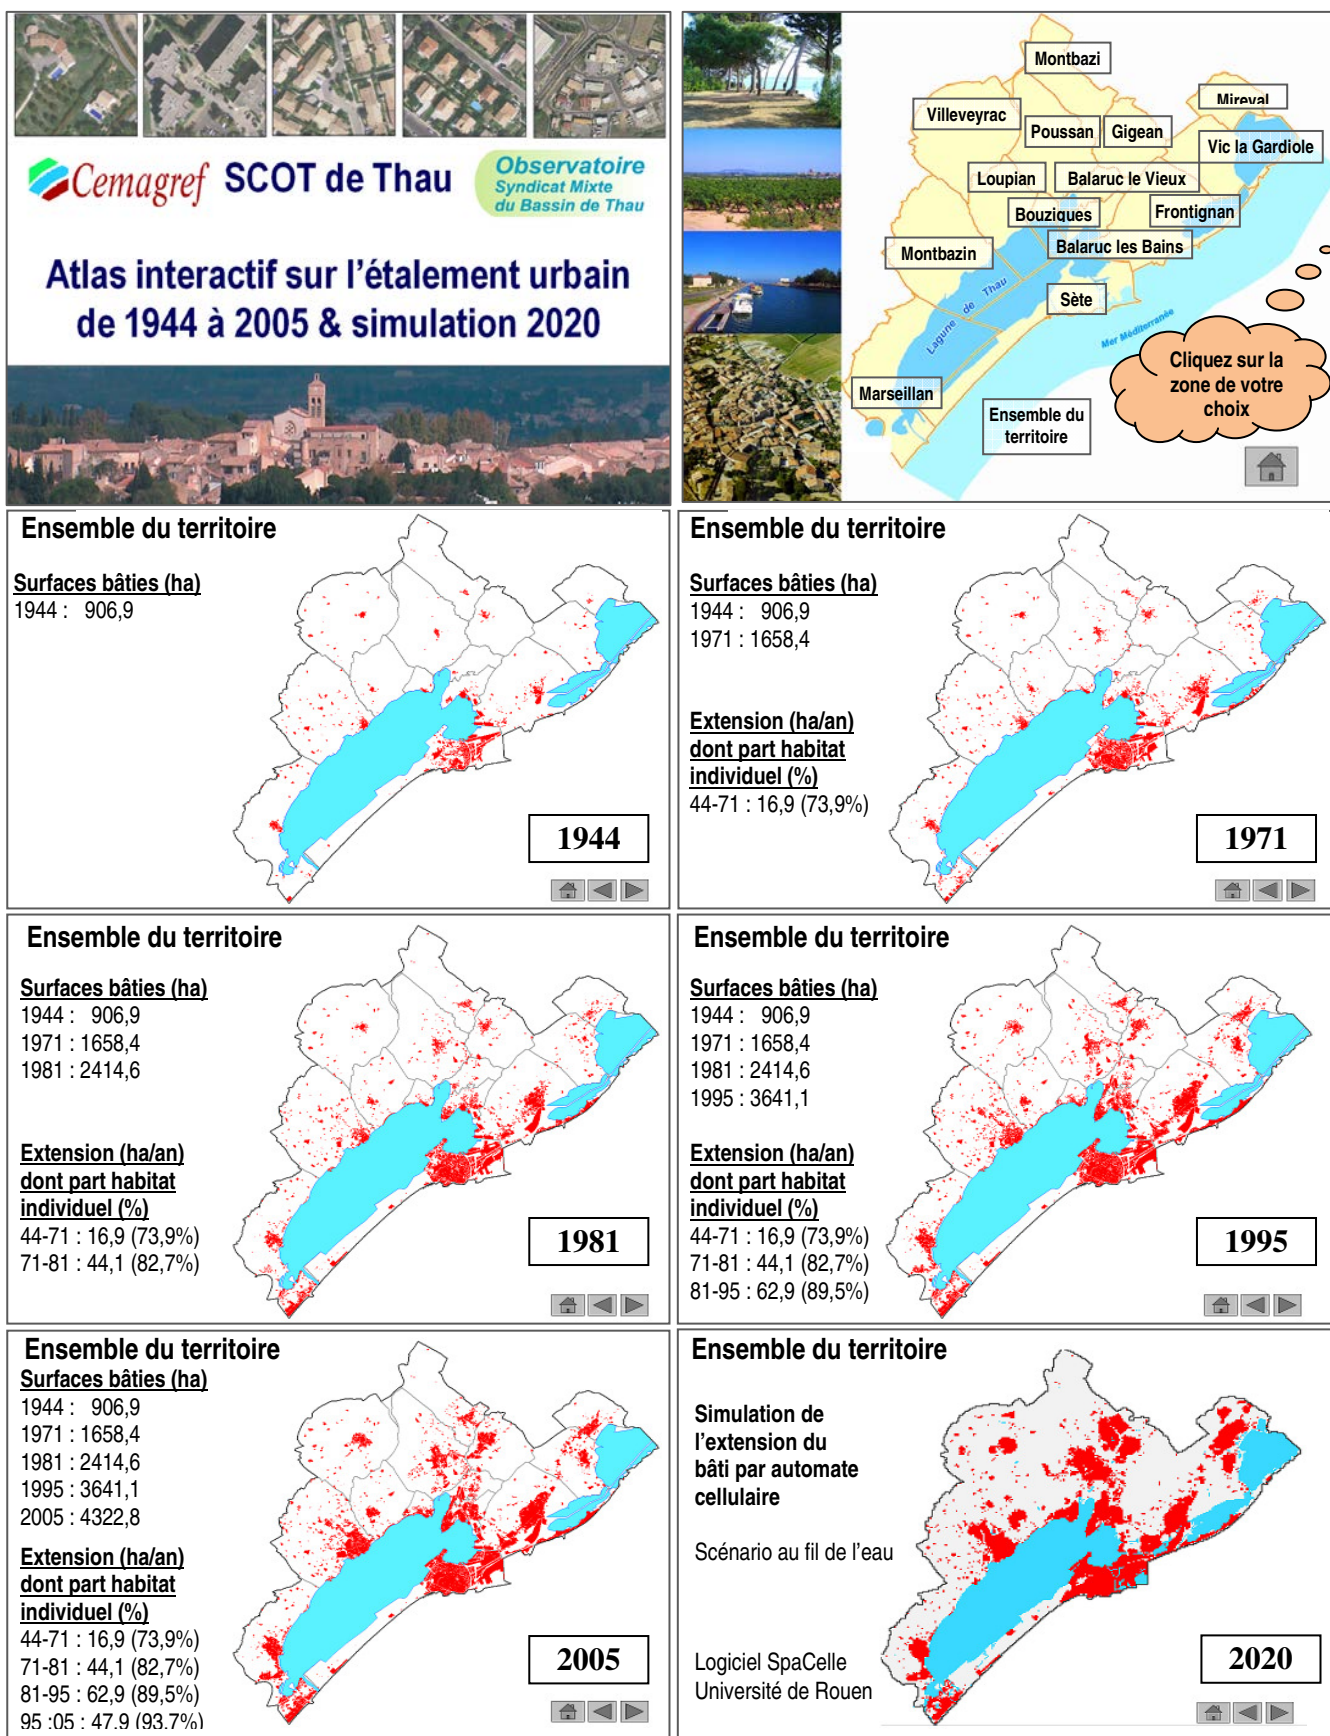 Cemagref SCOT de Thau
Observatoire
Syndicat Mixte
du Bassin de Thau
Atlas interactif sur l'étalement urbain
de 1944 à 2005 & simulation 2020
Montbazi
Mireval
Villeveyrac
Poussan
Gigean
Vic la Gardiole
Loupian
Balaruc le Vieux
Bouziques
Frontignan
Montbazin
Balaruc les Bains
Lagune de Thau
Sète
Mer Méditerranée
Marseillan
Ensemble du
territoire
Cliquez sur la
zone de votre
choix
Ensemble du territoire
Surfaces bâties (ha)
1944 : 906,9
1944
Ensemble du territoire
Surfaces bâties (ha)
1944 : 906,9
1971 : 1658,4
Extension (ha/an)
dont part habitat
individuel (%)
44-71 : 16,9 (73,9%)
1971
Ensemble du territoire
Surfaces bâties (ha)
1944 : 906,9
1971 : 1658,4
1981 : 2414,6
Extension (ha/an)
dont part habitat
individuel (%)
44-71 : 16,9 (73,9%)
71-81 : 44,1 (82,7%)
1981
Ensemble du territoire
Surfaces bâties (ha)
1944 : 906,9
1971 : 1658,4
1981 : 2414,6
1995 : 3641,1
Extension (ha/an)
dont part habitat
individuel (%)
44-71 : 16,9 (73,9%)
71-81 : 44,1 (82,7%)
81-95 : 62,9 (89,5%)
1995
Ensemble du territoire
Surfaces bâties (ha)
1944 : 906,9
1971 : 1658,4
1981 : 2414,6
1995 : 3641,1
2005 : 4322,8
Extension (ha/an)
dont part habitat
individuel (%)
44-71 : 16,9 (73,9%)
71-81 : 44,1 (82,7%)
81-95 : 62,9 (89,5%)
95 :05 : 47,9 (93,7%)
2005
Ensemble du territoire
Simulation de
l'extension du
bâti par automate
cellulaire
Scénario au fil de l'eau
Logiciel SpaCelle
Université de Rouen
2020